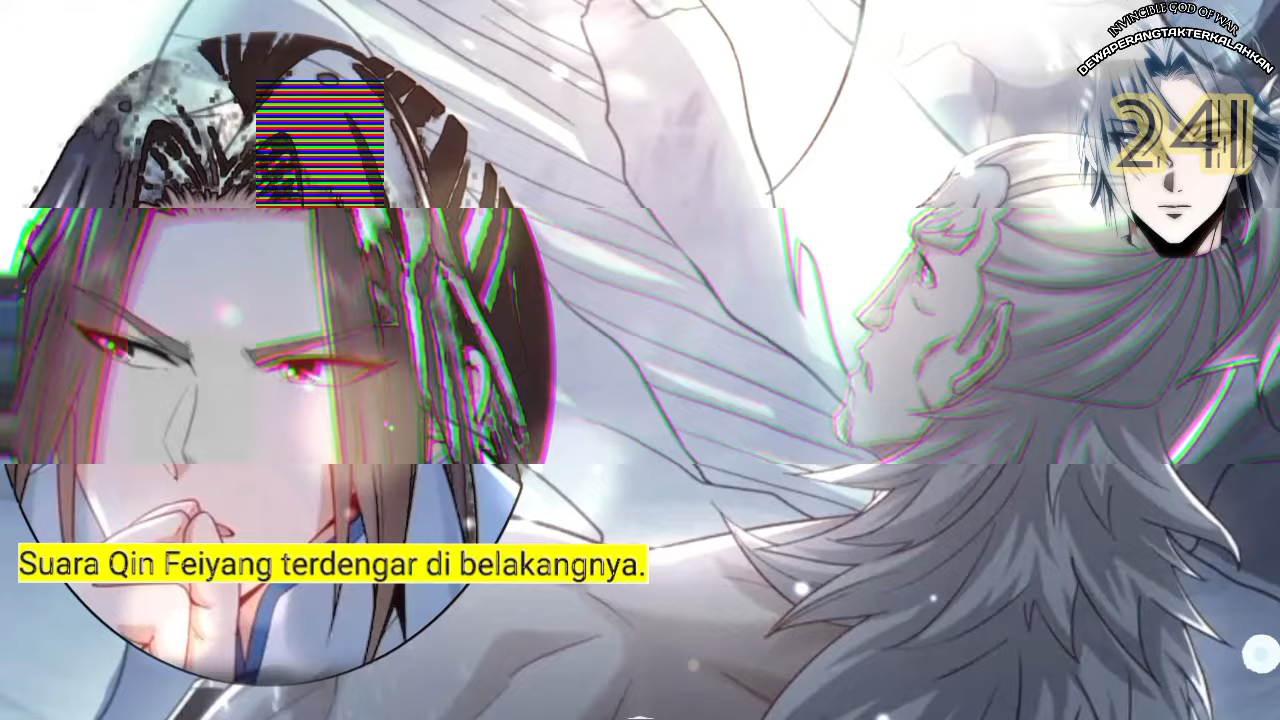 INVINCIBLE GOD OF WAR
DEWAPERANGTAKTERKALAHKAN
241
Suara Qin Feiyang terdengar di belakangnya.